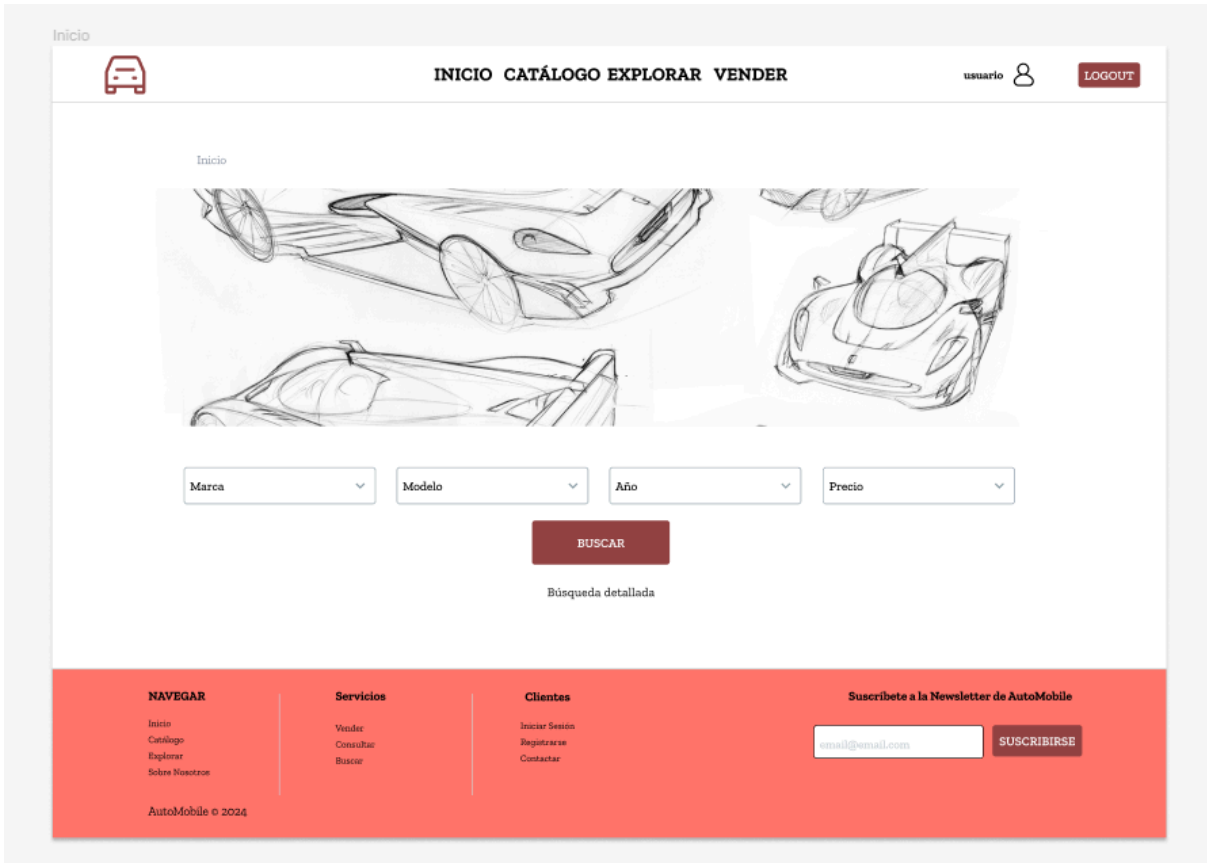 Inicio
INICIO CATÁLOGO EXPLORAR VENDER
usuario
LOGOUT
Inicio
Marca
Modelo
Año
Precio
BUSCAR
Búsqueda detallada
NAVEGAR
Inicio
Catálogo
Explorar
Sobre Nosotros
Servicios
Vender
Consultar
Buscar
Clientes
Iniciar Sesión
Registrarse
Contactar
Suscríbete a la Newsletter de AutoMobile
email@email.com
SUSCRIBIRSE
AutoMobile © 2024